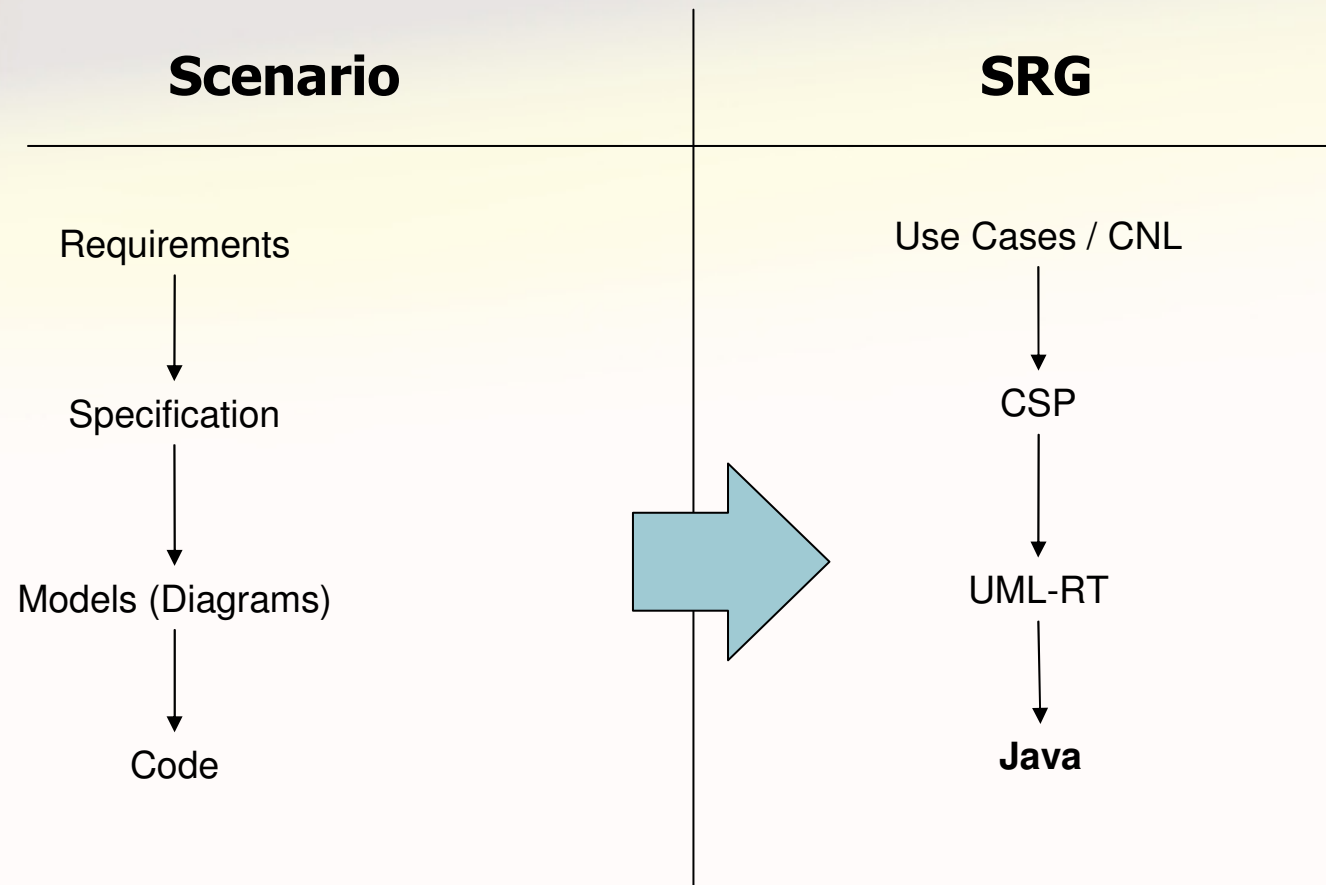 Scenario
SRG
Requirements
Specification
Models (Diagrams)
Code
Use Cases / CNL
CSP
UML-RT
Java